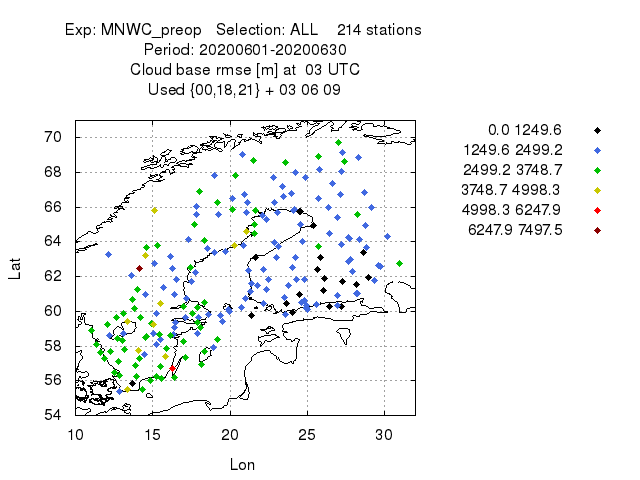 Exp: MNWC_preop   Selection: ALL    214 stations
Period: 20200601-20200630
Cloud base rmse [m] at  03 UTC
Used {00,18,21} + 03 06 09
0.0 1249.6
1249.6 2499.2
2499.2 3748.7
3748.7 4998.3
4998.3 6247.9
6247.9 7497.5
70
68
66
64
62
60
58
56
54
Lat
10 15 20 25 30
Lon